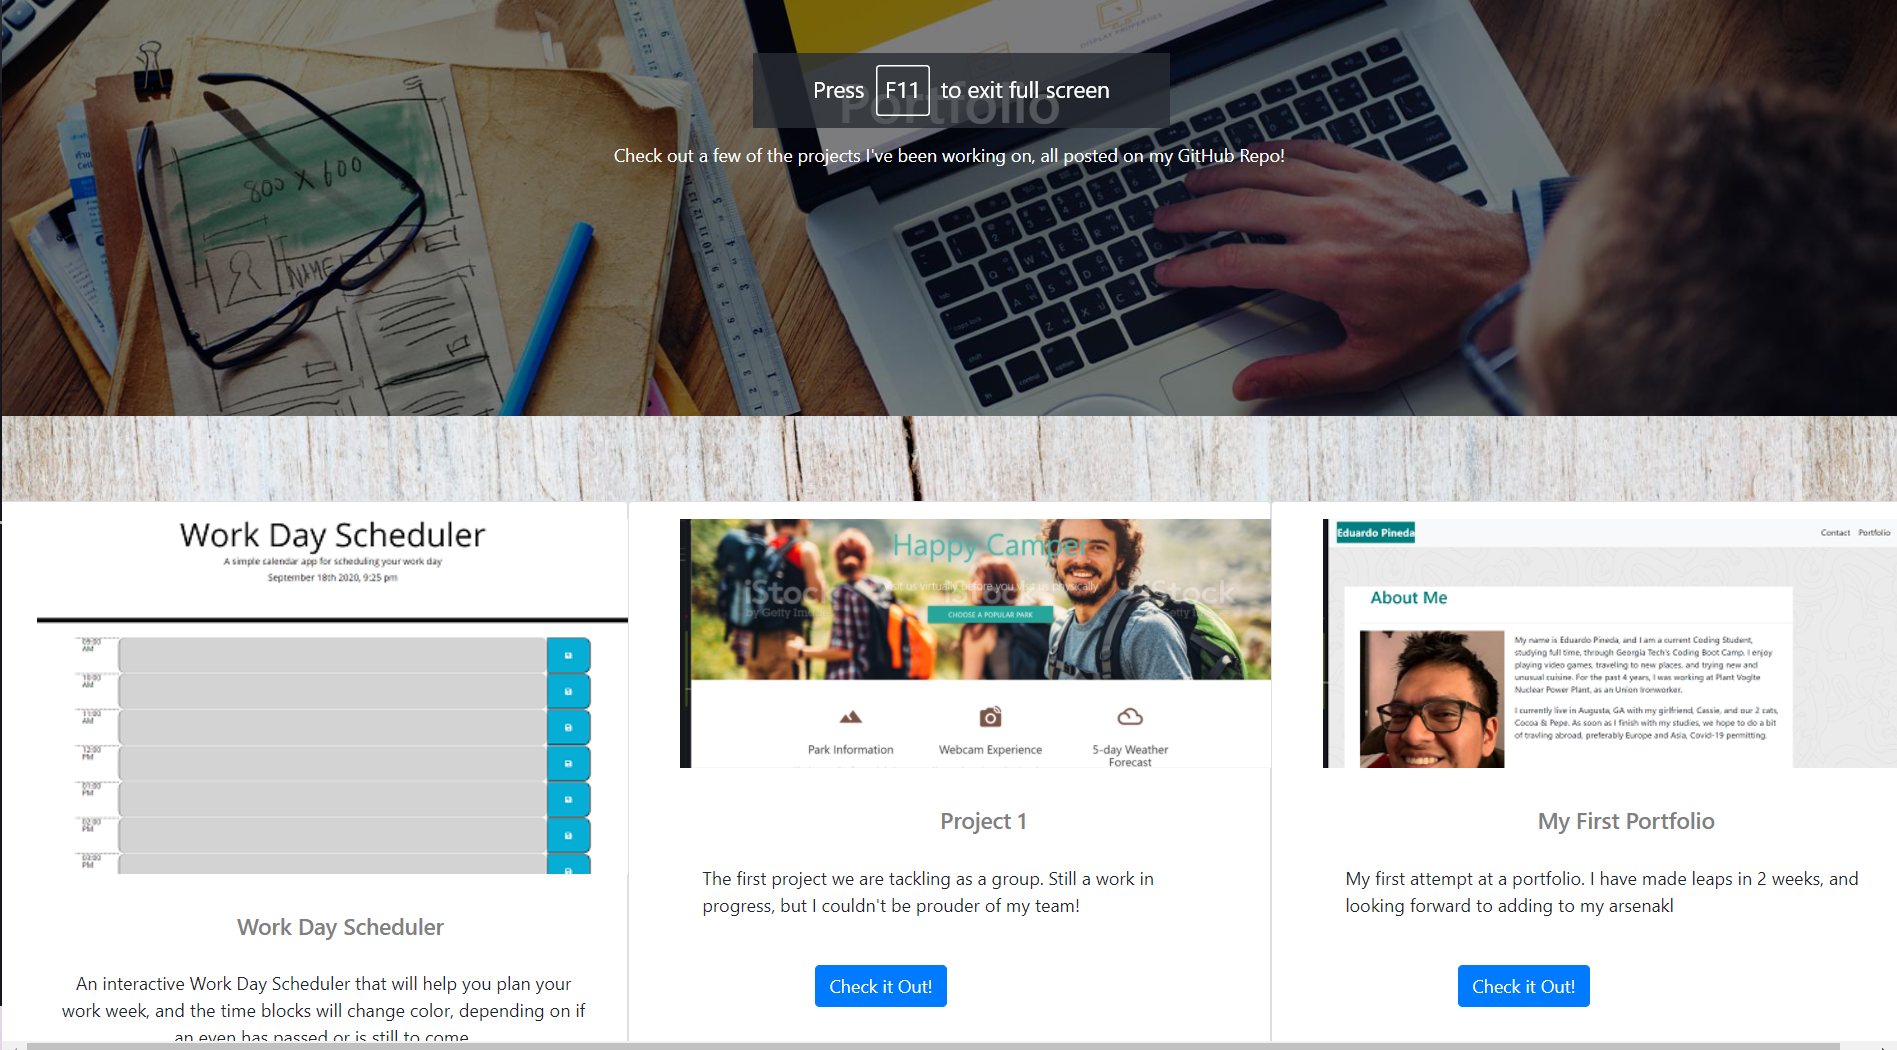 DISPLAY PROPERTIES
Press F11 to exit full screen
Portfolio
Check out a few of the projects I've been working on, all posted on my GitHub Repo!
800 X 600
NAME
Work Day Scheduler
A simple calendar app for scheduling your work day
September 18th 2020, 9:25 pm
09:00
AM
10:00
AM
11:00
AM
12:00
PM
01:00
PM
02:00
PM
03:00
PM
Work Day Scheduler
An interactive Work Day Scheduler that will help you plan your
work week, and the time blocks will change color, depending on if
an even has passed or is still to come
Happy Camper
us virtually before you visit us physically
iStock
by Getty
iStock
iStock
CHOOSE A POPULAR PARK
Park Information
Webcam Experience
5-day Weather
Forecast
Project 1
The first project we are tackling as a group. Still a work in
progress, but I couldn't be prouder of my team!
Check it Out!
Eduardo Pineda
Contact Portfolio
About Me
My name is Eduardo Pineda, and I am a current Coding Student,
studying full time, through Georgia Tech's Coding Boot Camp. I enjoy
playing video games, traveling to new places, and trying new and
unusual cuisine. For the past 4 years, I was working at Plant Voglte
Nuclear Power Plant, as an Union Ironworker.
I currently live in Augusta, GA with my girlfriend, Cassie, and our 2 cats,
Cocoa & Pepe. As soon as I finish with my studies, we hope to do a bit
of travling abroad, preferably Europe and Asia, Covid-19 permitting.
My First Portfolio
My first attempt at a portfolio. I have made leaps in 2 weeks, and
looking forward to adding to my arsenakl
Check it Out!